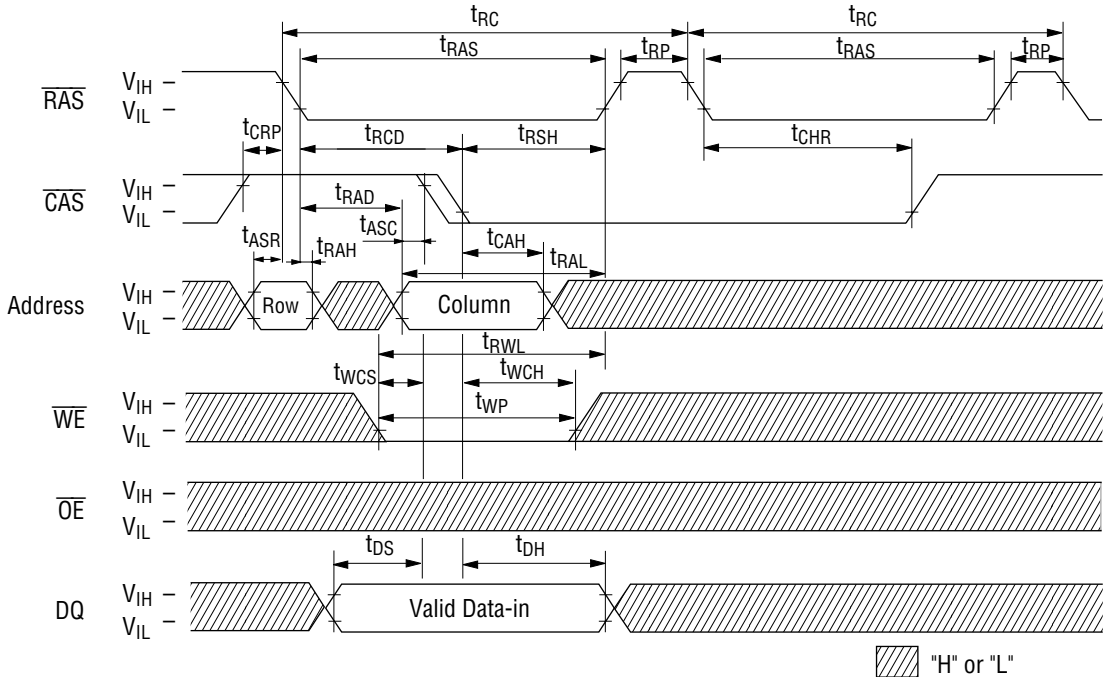 tRC tRC
tRAS tRP tRAS tRP
RAS VIH – VIL –
tCRP tRCD tRSH tCHR
CAS VIH – VIL –
tRAD
tASC tCAH
tASR tRAH tRAL
Address VIH – VIL – Row Column
tRWL
tWCS tWCH
tWP
WE VIH – VIL –
OE VIH – VIL –
tDS tDH
DQ VIH – VIL – Valid Data-in
"H" or "L"